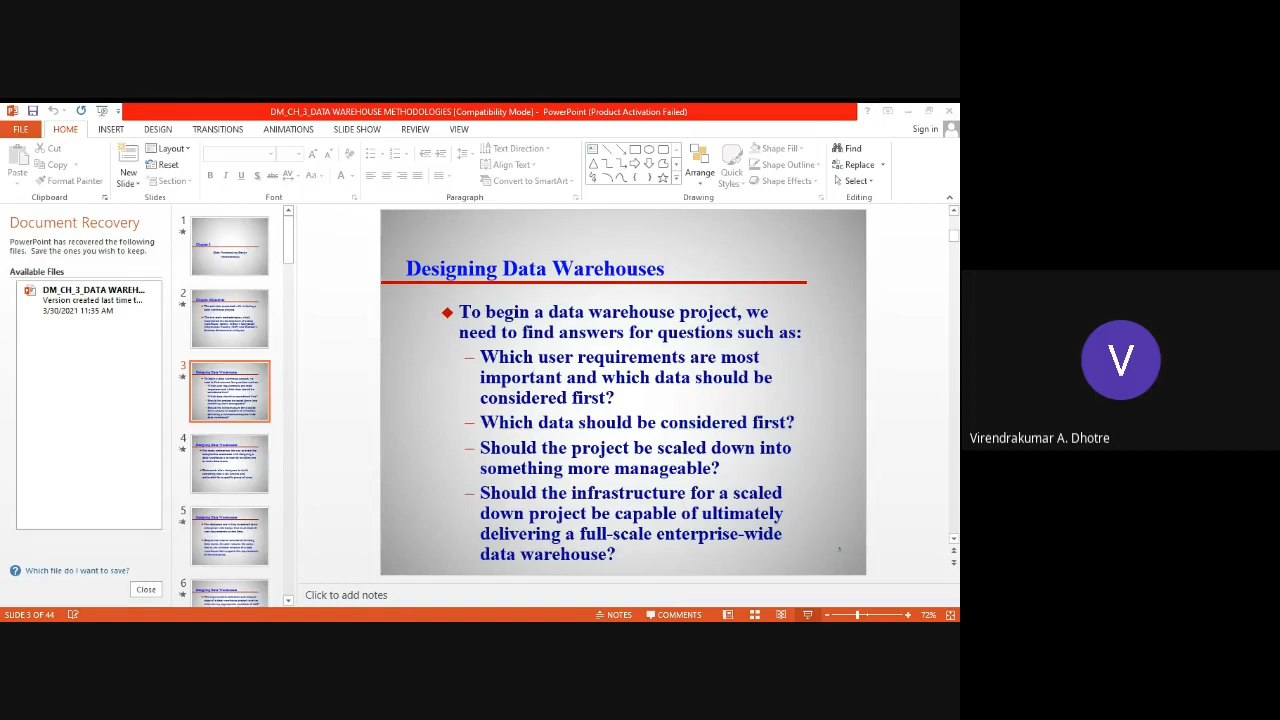 DM_CH_3_DATA WAREHOUSE METHODOLOGIES [Compatibility Mode] - PowerPoint (Product Activation Failed)
FILE HOME INSERT DESIGN TRANSITIONS ANIMATIONS SLIDE SHOW REVIEW VIEW Sign in
Paste
Cut
Copy
Format Painter
Clipboard
New
Slide
Layout
Reset
Section
Slides
Font
Text Direction
Align Text
Convert to SmartArt
Paragraph
Arrange
Quick
Styles
Shape Fill
Shape Outline
Shape Effects
Drawing
Find
Replace
Select
Editing
Document Recovery
PowerPoint has recovered the following
files. Save the ones you wish to keep.
Available Files
DM_CH_3_DATA WAREH...
Version created last time t...
3/30/2021 11:35 AM
Which file do I want to save?
Close
1
2
3
4
5
6
Designing Data Warehouses
To begin a data warehouse project, we
need to find answers for questions such as:
– Which user requirements are most
important and which data should be
considered first?
– Which data should be considered first?
– Should the project be scaled down into
something more manageable?
– Should the infrastructure for a scaled
down project be capable of ultimately
delivering a full-scale enterprise-wide
data warehouse?
Click to add notes
SLIDE 3 OF 44
NOTES COMMENTS 72%
V
Virendrakumar A. Dhotre